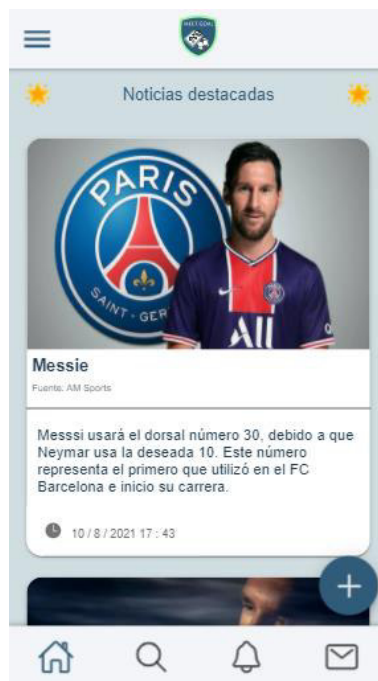 MEET GOAL
Noticias destacadas
PARIS
SAINT-GER
All
Messie
Fuente: AM Sports
Messsi usará el dorsal número 30, debido a que
Neymar usa la deseada 10. Este número
representa el primero que utilizó en el FC
Barcelona e inicio su carrera.
10 / 8 / 2021 17 : 43